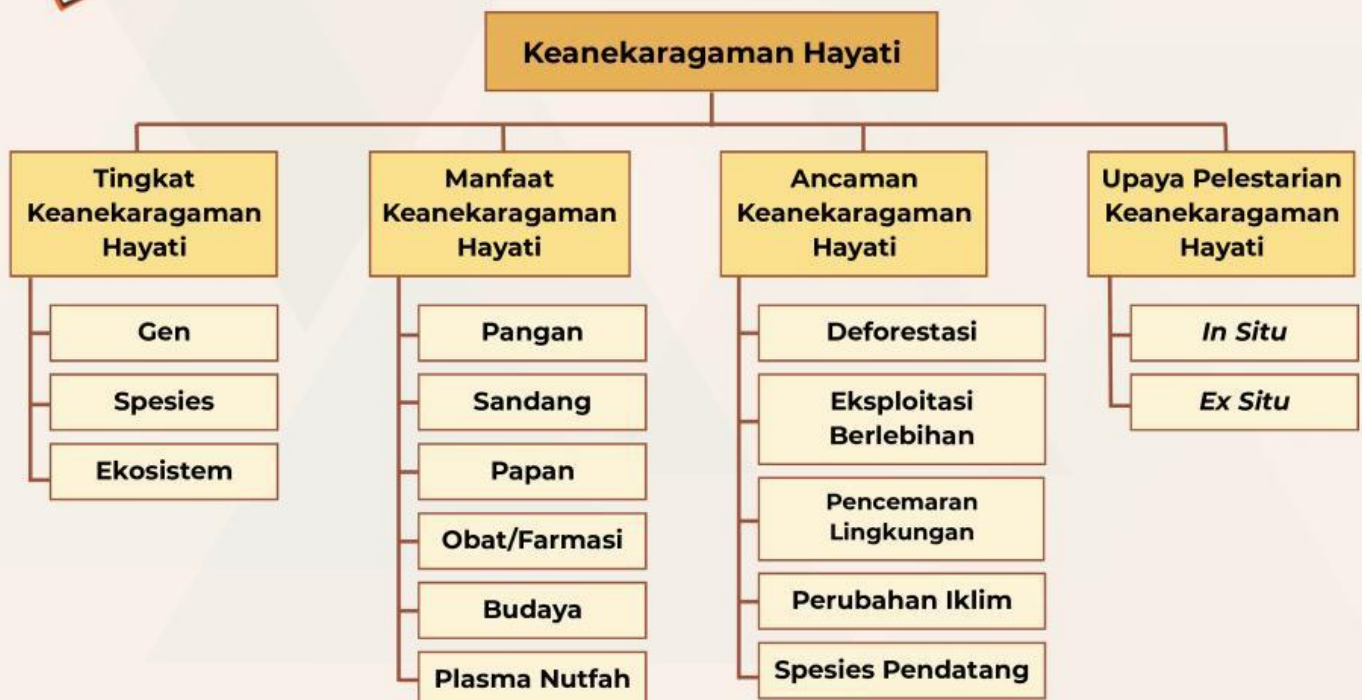 Keanekaragaman Hayati
Tingkat
Keanekaragaman
Hayati
Gen
Spesies
Ekosistem
Manfaat
Keanekaragaman
Hayati
Pangan
Sandang
Papan
Obat/Farmasi
Budaya
Plasma Nutfah
Ancaman
Keanekaragaman
Hayati
Deforestasi
Eksploitasi
Berlebihan
Pencemaran
Lingkungan
Perubahan Iklim
Spesies Pendatang
Upaya Pelestarian
Keanekaragaman
Hayati
In Situ
Ex Situ